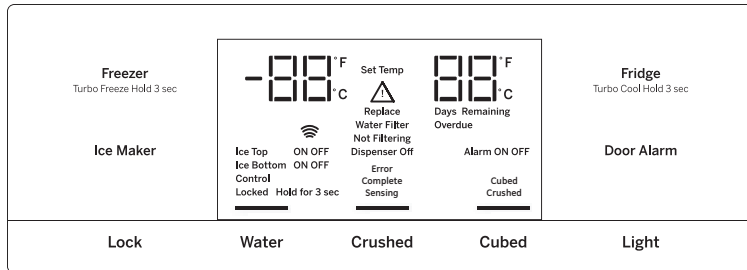 -88 °F °C
Set Temp
88 °F °C
Freezer
Turbo Freeze Hold 3 sec
Fridge
Turbo Cool Hold 3 sec
Replace
Water Filter
Not Filtering
Dispenser Off
Days Remaining
Overdue
Ice Maker
Ice Top ON OFF
Ice Bottom ON OFF
Control
Locked Hold for 3 sec
Error
Complete
Sensing
Alarm ON OFF
Cubed
Crushed
Door Alarm
Lock Water Crushed Cubed Light